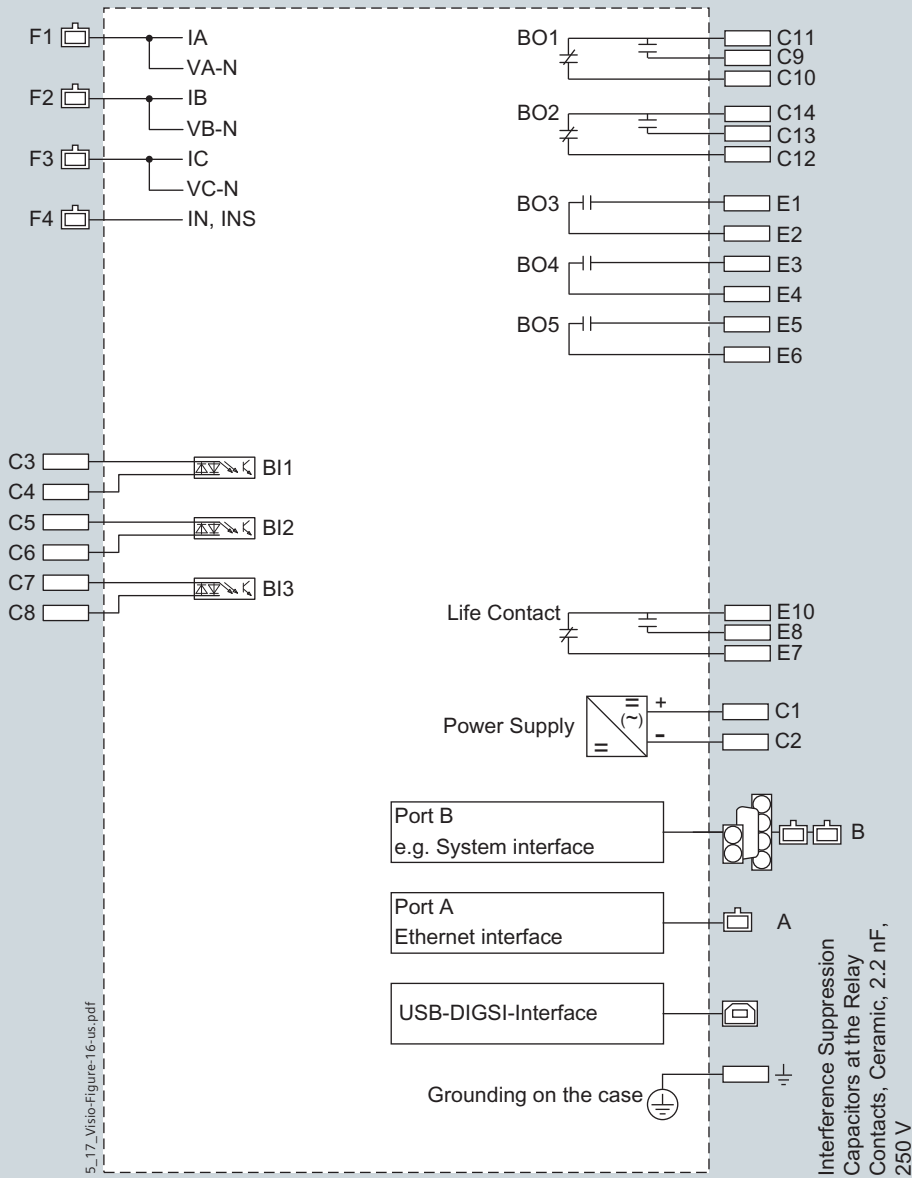 F1
IA
VA-N
F2
IB
VB-N
F3
IC
VC-N
F4
IN, INS
BO1
C11
C9
C10
BO2
C14
C13
C12
BO3
E1
E2
BO4
E3
E4
BO5
E5
E6
C3
C4
BI1
C5
C6
BI2
C7
C8
BI3
Life Contact
E10
E8
E7
Power Supply
=
(~)
=
+
-
C1
C2
Port B
e.g. System interface
B
Port A
Ethernet interface
A
USB-DIGSI-Interface
Grounding on the case
Interference Suppression
Capacitors at the Relay
Contacts, Ceramic, 2.2 nF,
250 V
5_17_Visio-Figure-16-us.pdf